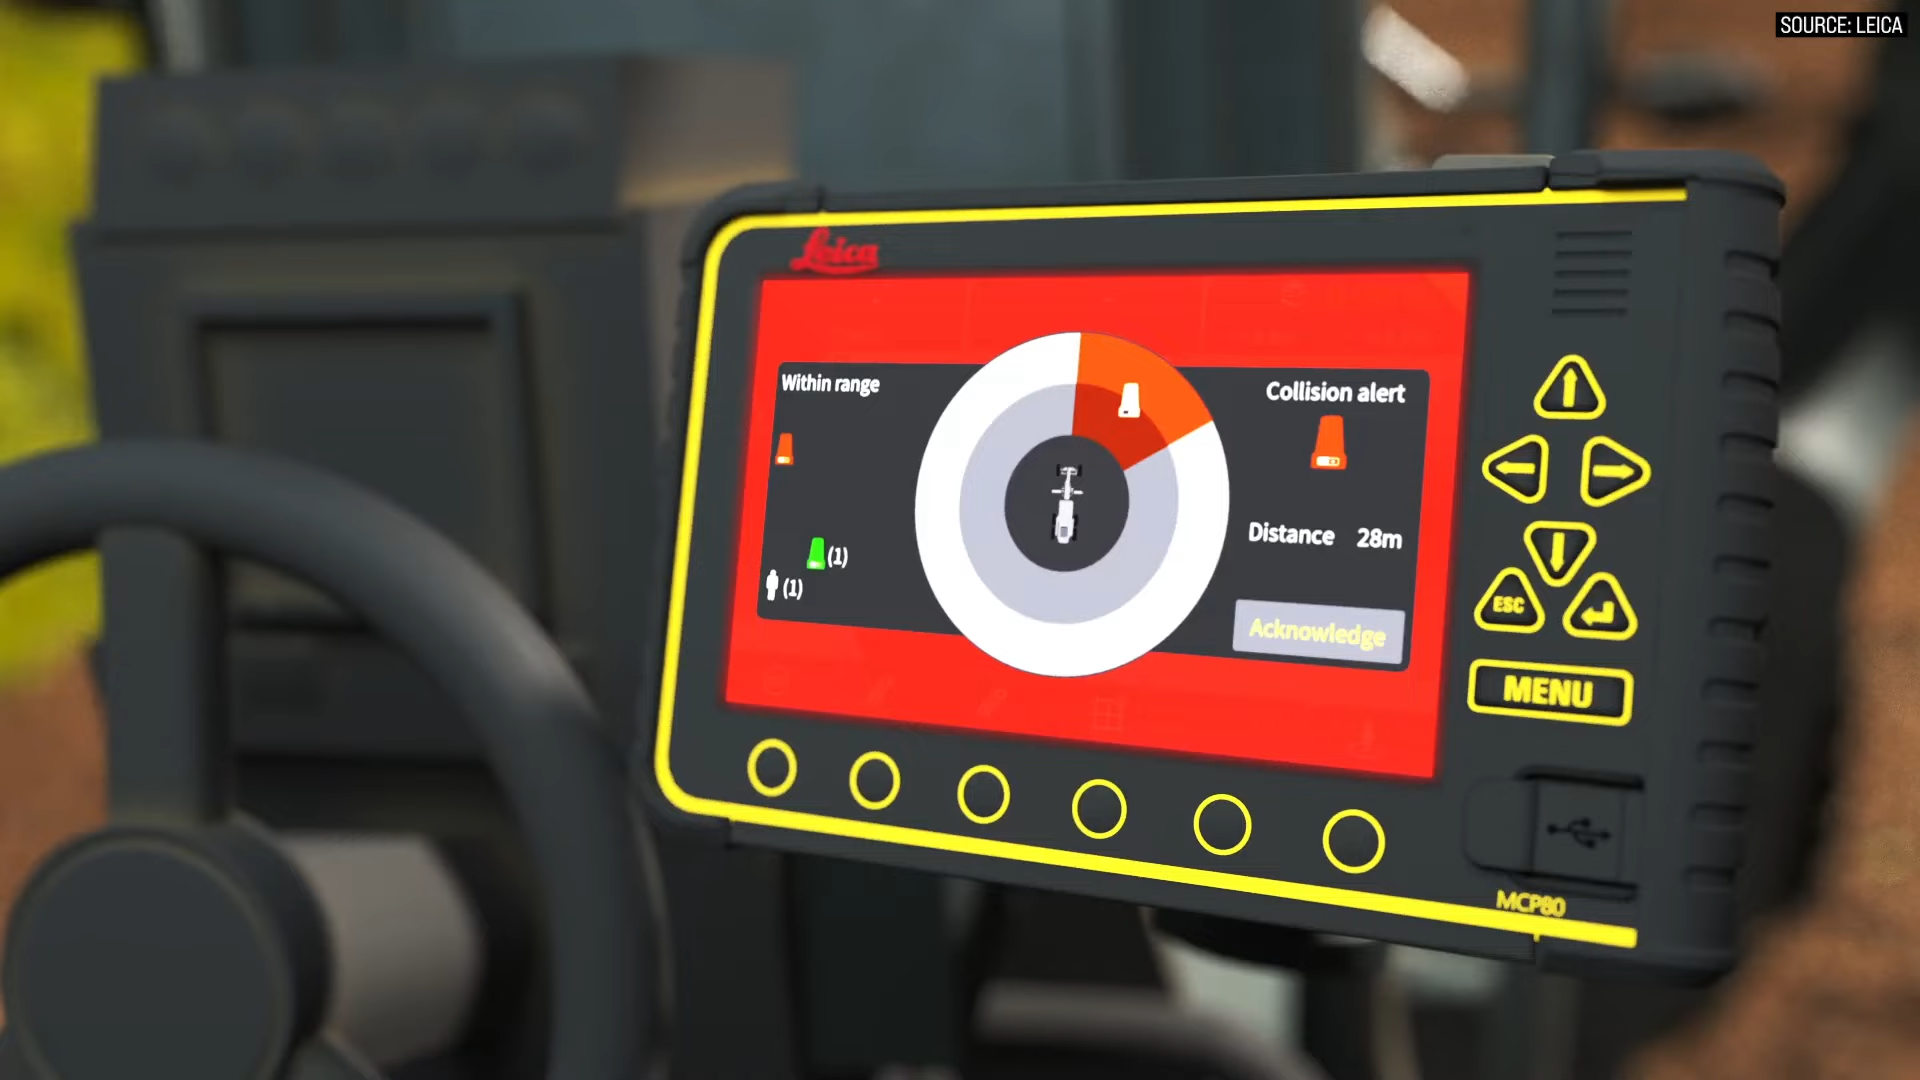 SOURCE: LEICA
Leica
Within range
Collision alert
(1)
(1)
Distance 28m
Acknowledge
ESC
MENU
MCP80